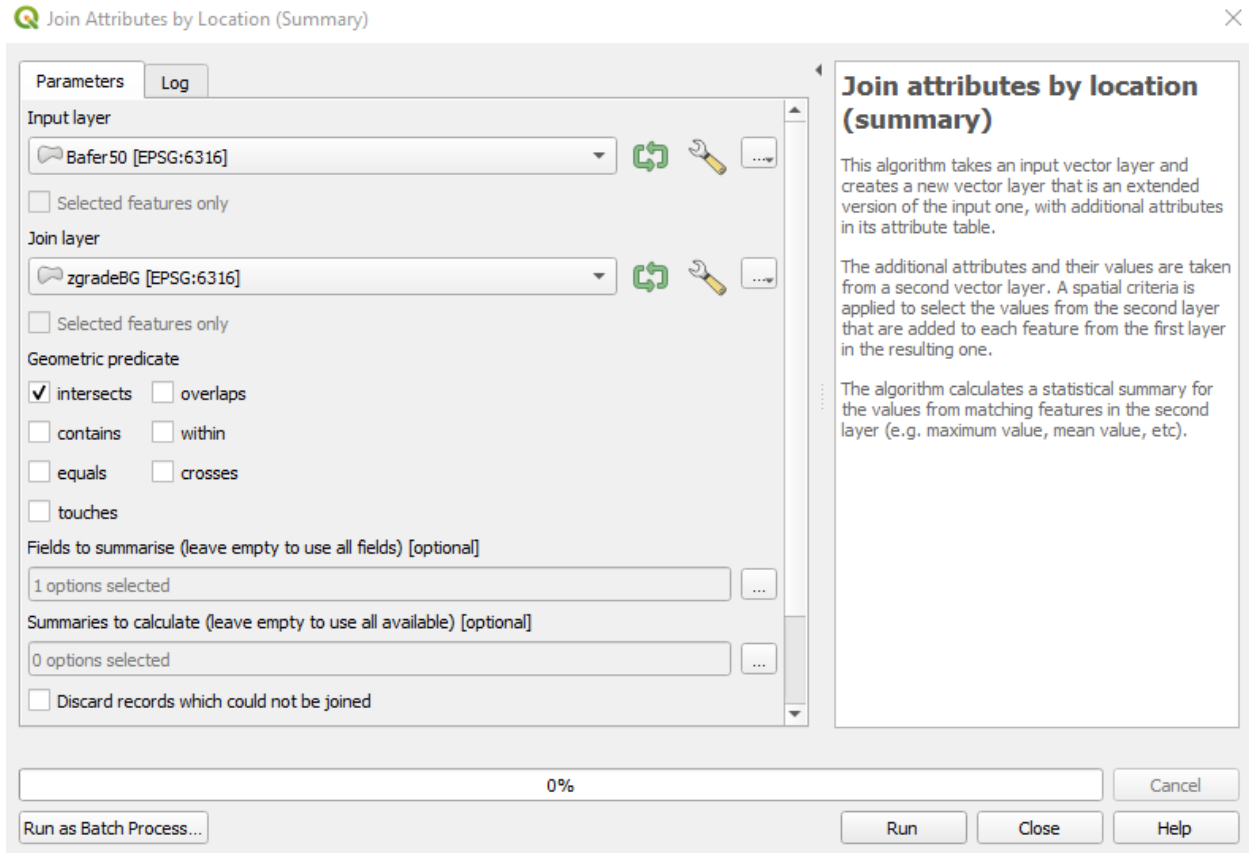 Join Attributes by Location (Summary)
Parameters
Log
Input layer
Bafer50 [EPSG:6316]
...
Selected features only
Join layer
zgradeBG [EPSG:6316]
...
Selected features only
Geometric predicate
intersects
overlaps
contains
within
equals
crosses
touches
Fields to summarise (leave empty to use all fields) [optional]
1 options selected
...
Summaries to calculate (leave empty to use all available) [optional]
0 options selected
...
Discard records which could not be joined
Join attributes by location
(summary)
This algorithm takes an input vector layer and
creates a new vector layer that is an extended
version of the input one, with additional attributes
in its attribute table.
The additional attributes and their values are taken
from a second vector layer. A spatial criteria is
applied to select the values from the second layer
that are added to each feature from the first layer
in the resulting one.
The algorithm calculates a statistical summary for
the values from matching features in the second
layer (e.g. maximum value, mean value, etc).
0%
Cancel
Run as Batch Process...
Run
Close
Help